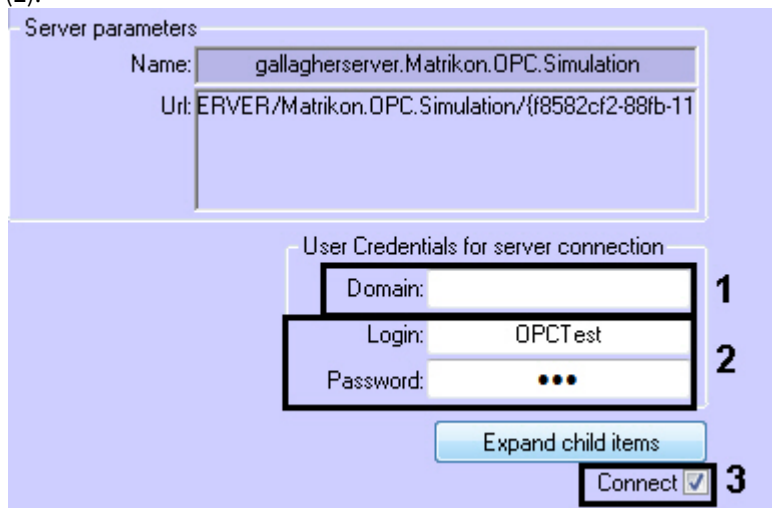 (2).
Server parameters
Name: gallagherserver.Matrikon.OPC.Simulation
Url: ERVER/Matrikon.OPC.Simulation/{f8582cf2-88fb-11
User Credentials for server connection
Domain: 1
Login: OPCTest
2
Password: •••
Expand child items
Connect 3